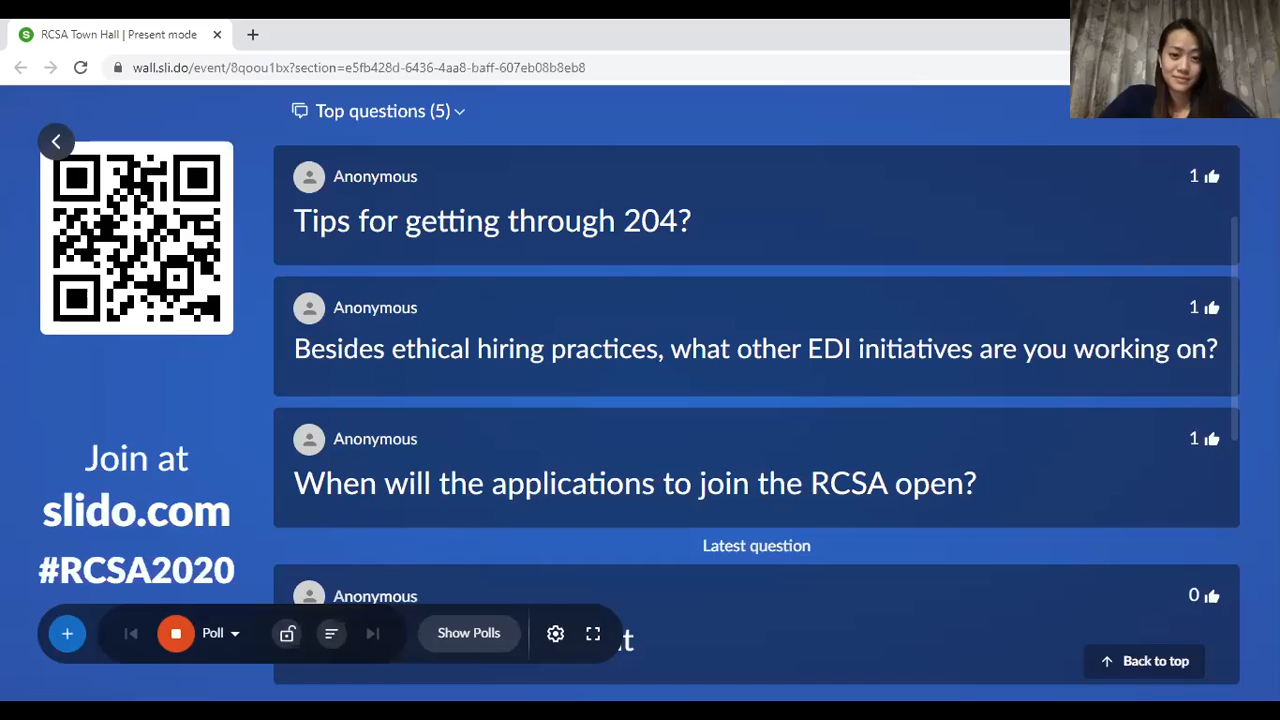 RCSA Town Hall | Present mode
wall.sli.do/event/8qoou1bx?section=e5fb428d-6436-4aa8-baff-607eb08b8eb8
Top questions (5)
Anonymous
1
Tips for getting through 204?
Anonymous
1
Besides ethical hiring practices, what other EDI initiatives are you working on?
Anonymous
1
When will the applications to join the RCSA open?
Latest question
Anonymous
0
Back to top
Join at
slido.com
#RCSA2020
Poll
Show Polls